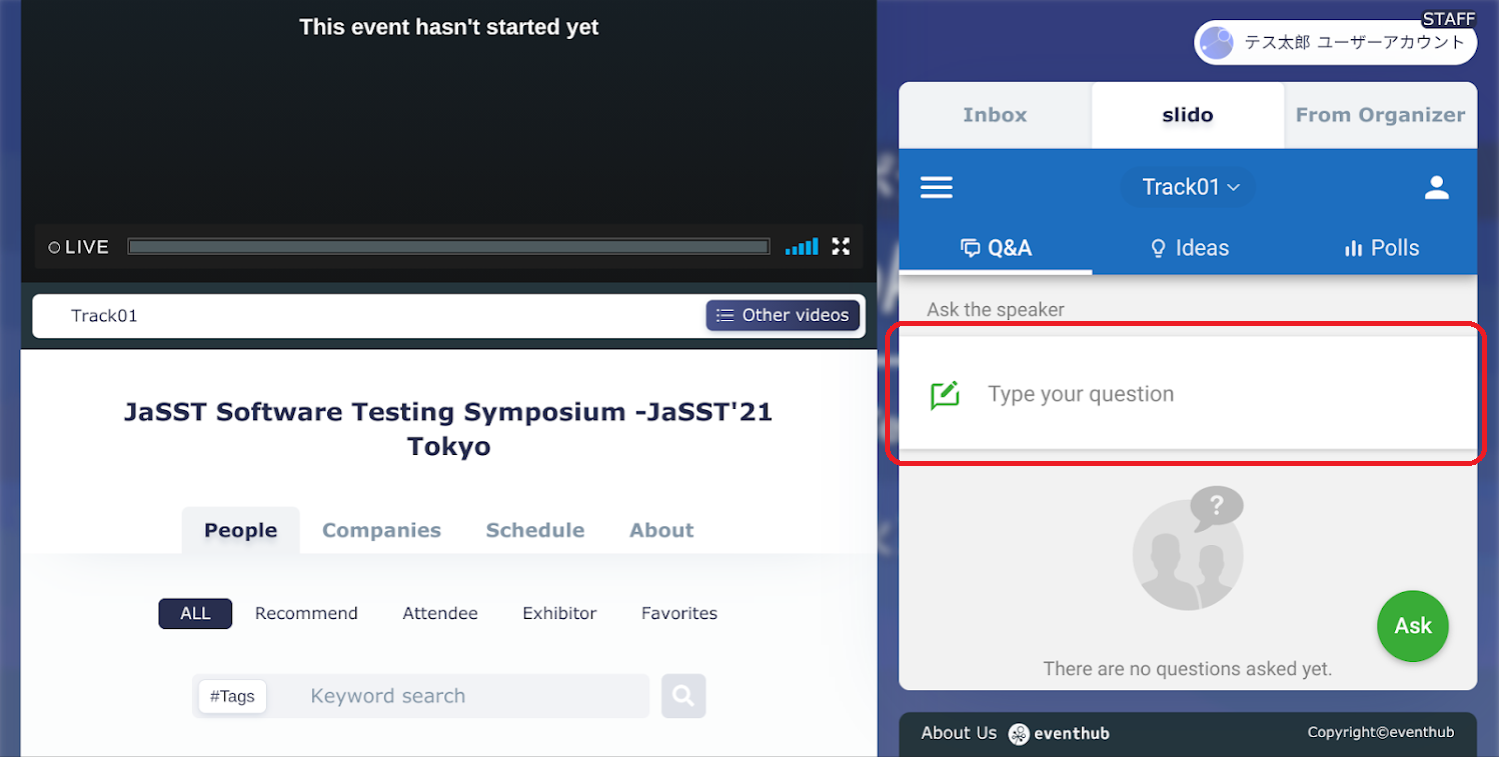 This event hasn't started yet
LIVE
Track01
Other videos
JaSST Software Testing Symposium -JaSST'21
Tokyo
People Companies Schedule About
ALL Recommend Attendee Exhibitor Favorites
#Tags Keyword search
STAFF
テス太郎 ユーザーアカウント
Inbox slido From Organizer
Track01
Q&A Ideas Polls
Ask the speaker
Type your question
?
Ask
There are no questions asked yet.
About Us eventhub Copyright©eventhub